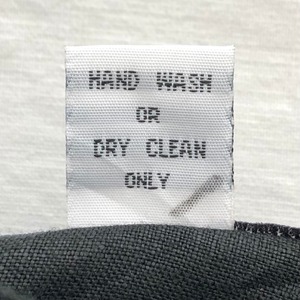 HAND WASH
OR
DRY CLEAN
ONLY